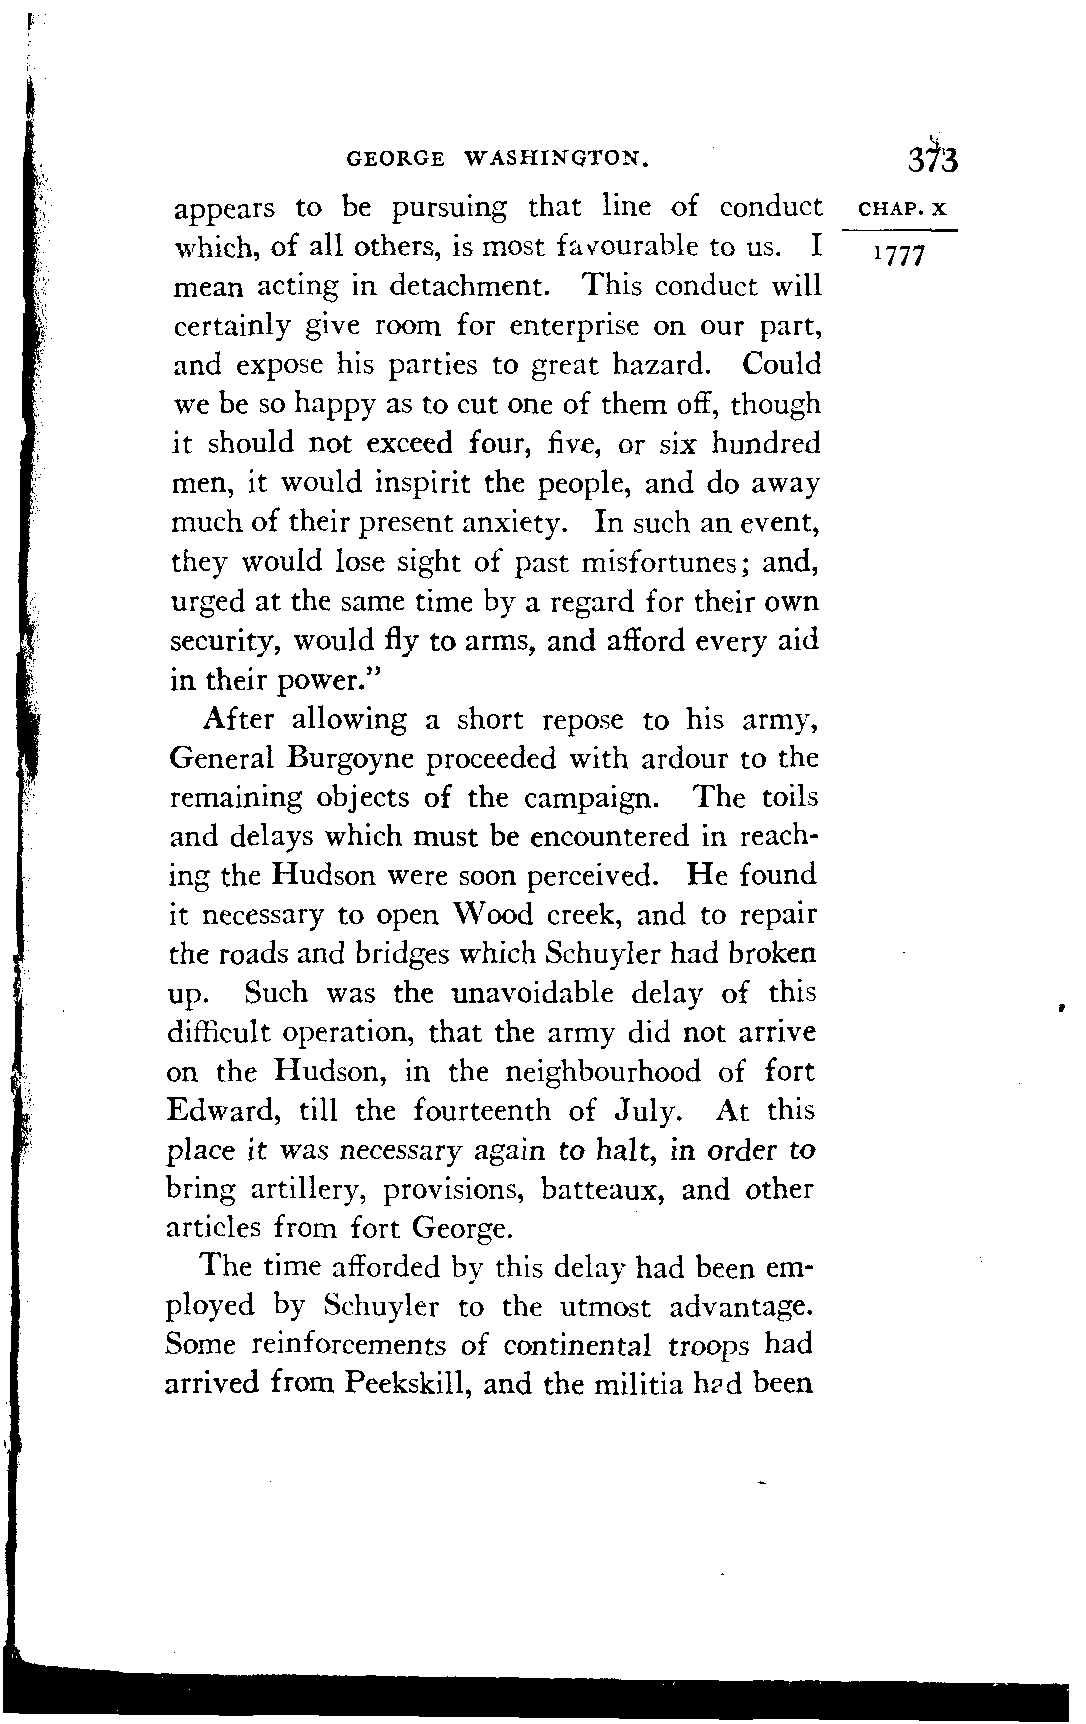 GEORGE WASHINGTON. 373
appears to be pursuing that line of conduct CHAP. X
which, of all others, is most favourable to us. I 1777
mean acting in detachment. This conduct will
certainly give room for enterprise on our part,
and expose his parties to great hazard. Could
we be so happy as to cut one of them off, though
it should not exceed four, five, or six hundred
men, it would inspirit the people, and do away
much of their present anxiety. In such an event,
they would lose sight of past misfortunes; and,
urged at the same time by a regard for their own
security, would fly to arms, and afford every aid
in their power."
After allowing a short repose to his army,
General Burgoyne proceeded with ardour to the
remaining objects of the campaign. The toils
and delays which must be encountered in reach-
ing the Hudson were soon perceived. He found
it necessary to open Wood creek, and to repair
the roads and bridges which Schuyler had broken
up. Such was the unavoidable delay of this
difficult operation, that the army did not arrive
on the Hudson, in the neighbourhood of fort
Edward, till the fourteenth of July. At this
place it was necessary again to halt, in order to
bring artillery, provisions, batteaux, and other
articles from fort George.
The time afforded by this delay had been em-
ployed by Schuyler to the utmost advantage.
Some reinforcements of continental troops had
arrived from Peekskill, and the militia had been